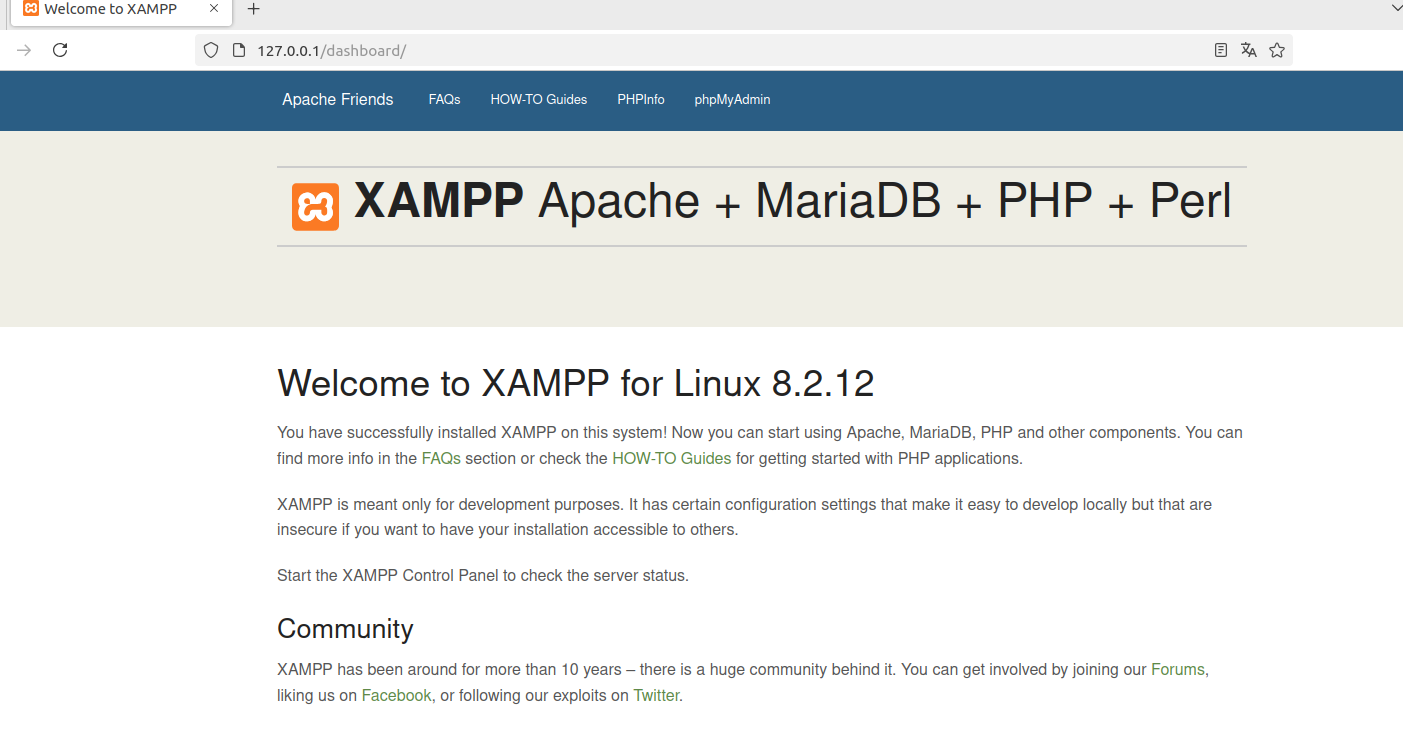 Welcome to XAMPP
127.0.0.1/dashboard/
Apache Friends FAQs HOW-TO Guides PHPInfo phpMyAdmin
XAMPP Apache + MariaDB + PHP + Perl
Welcome to XAMPP for Linux 8.2.12
You have successfully installed XAMPP on this system! Now you can start using Apache, MariaDB, PHP and other components. You can
find more info in the FAQs section or check the HOW-TO Guides for getting started with PHP applications.
XAMPP is meant only for development purposes. It has certain configuration settings that make it easy to develop locally but that are
insecure if you want to have your installation accessible to others.
Start the XAMPP Control Panel to check the server status.
Community
XAMPP has been around for more than 10 years – there is a huge community behind it. You can get involved by joining our Forums,
liking us on Facebook, or following our exploits on Twitter.